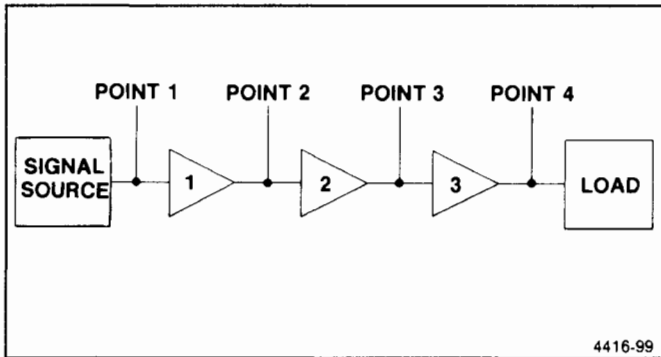 POINT 1 POINT 2 POINT 3 POINT 4
SIGNAL
SOURCE
1 2 3
LOAD
4416-99